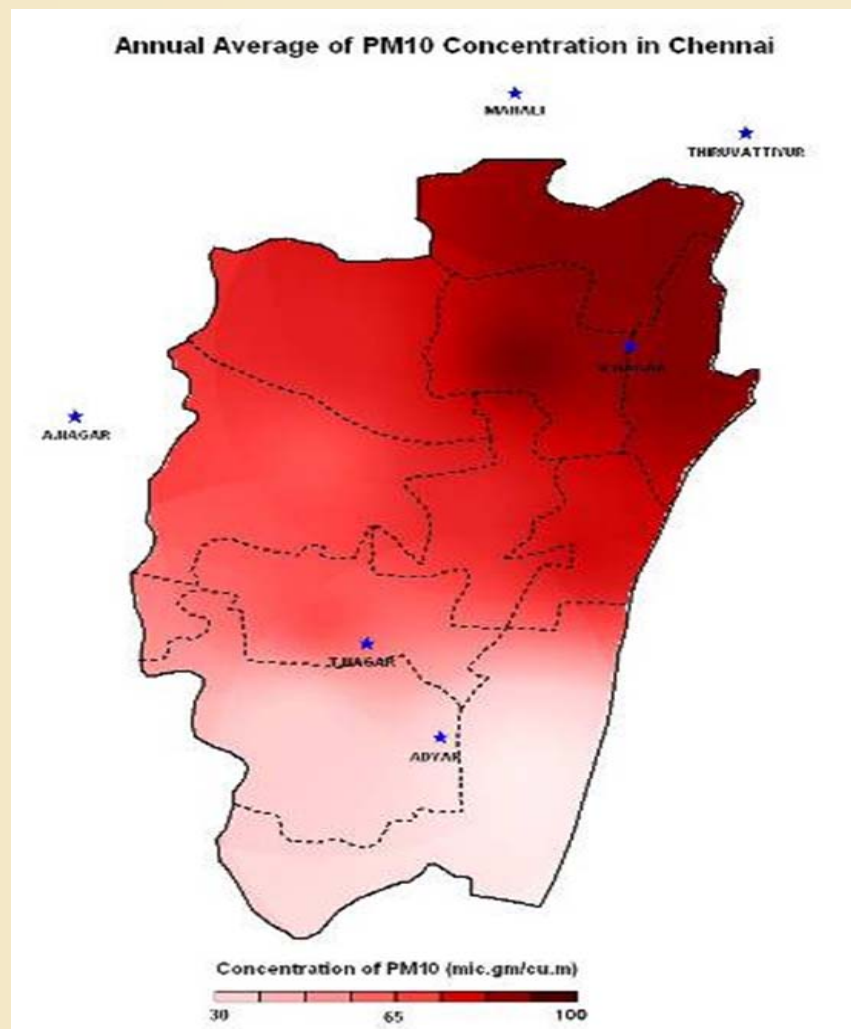 Annual Average of PM10 Concentration in Chennai
MANALI
THIRUVATTIYUR
A.NAGAR
T.NAGAR
ADYAR
Concentration of PM10 (mic.gm/cu.m)
30 65 100